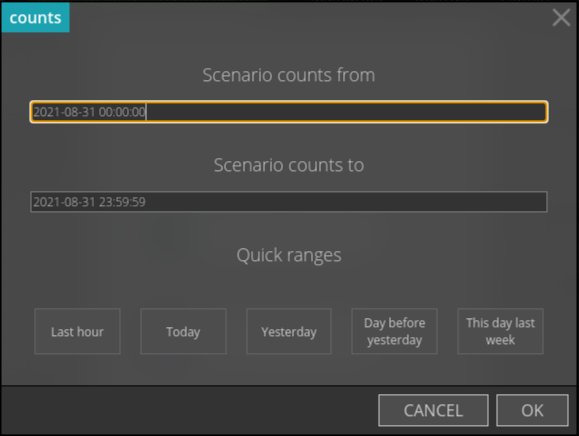 counts
Scenario counts from
2021-08-31 00:00:00
Scenario counts to
2021-08-31 23:59:59
Quick ranges
Last hour
Today
Yesterday
Day before
yesterday
This day last
week
CANCEL
OK